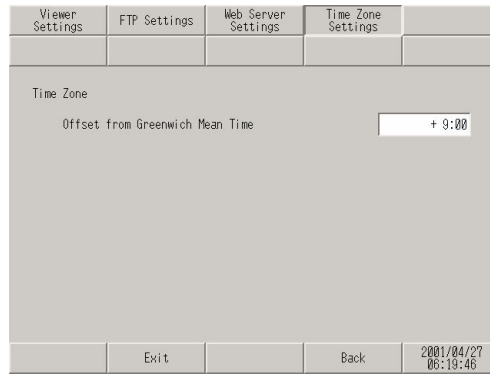 Viewer Settings
FTP Settings
Web Server Settings
Time Zone Settings
Time Zone
Offset from Greenwich Mean Time
+ 9:00
Exit
Back
2001/04/27
06:19:46